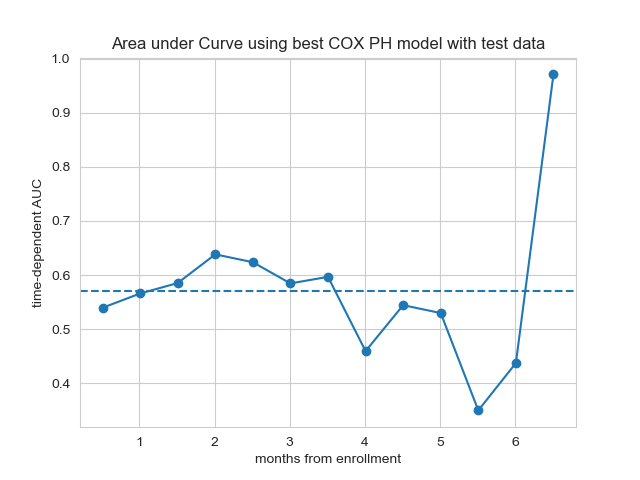 Area under Curve using best COX PH model with test data
1.0
0.9
0.8
0.7
0.6
0.5
0.4
time-dependent AUC
1 2 3 4 5 6
months from enrollment